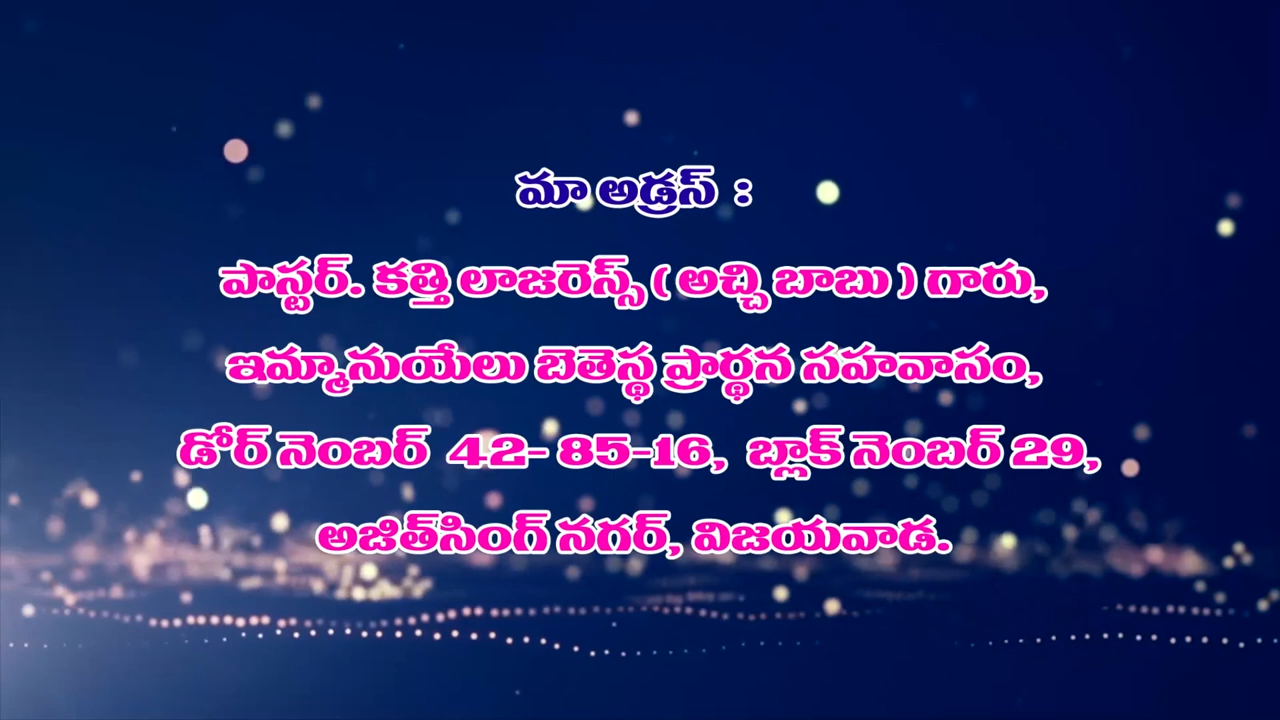 మా అడ్రస్ :
పాస్టర్. కత్తి లాజరెస్స్ ( అచ్చి బాబు ) గారు,
ఇమ్మానుయేలు బెతెస్థ ప్రార్థన సహవాసం,
డోర్ నెంబర్ 42- 85-16, బ్లాక్ నెంబర్ 29,
అజిత్‌సింగ్ నగర్, విజయవాడ.